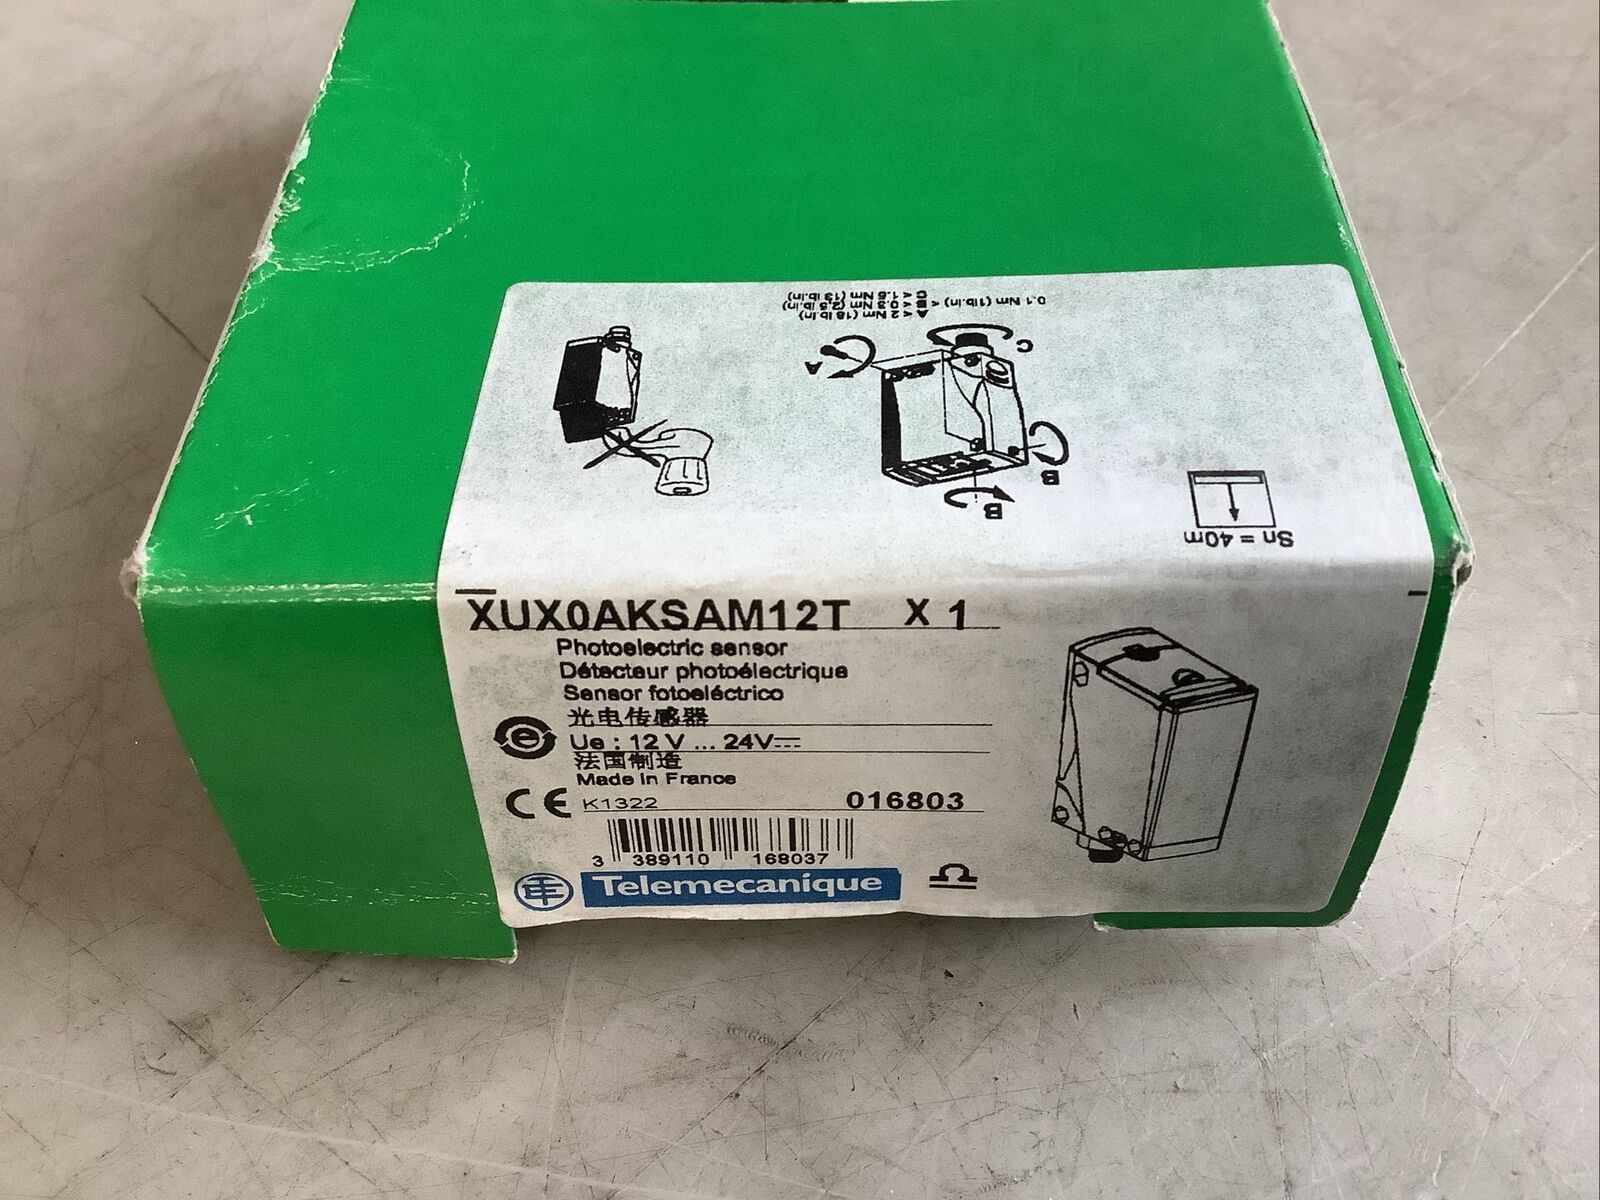 0.1 Nm (1lb.in) <
A < 2 Nm (18 lb.in)
B < 0.3 Nm (2,5 lb.in)
C < 1.5 Nm (13 lb.in)
A
C
B
B
Sn = 40m
XUX0AKSAM12T X 1
Photoelectric sensor
Détecteur photoélectrique
Sensor fotoeléctrico
光电传感器
e
Ue : 12 V ... 24V
法国制造
Made in France
CE K1322 016803
3 389110 168037
Telemecanique